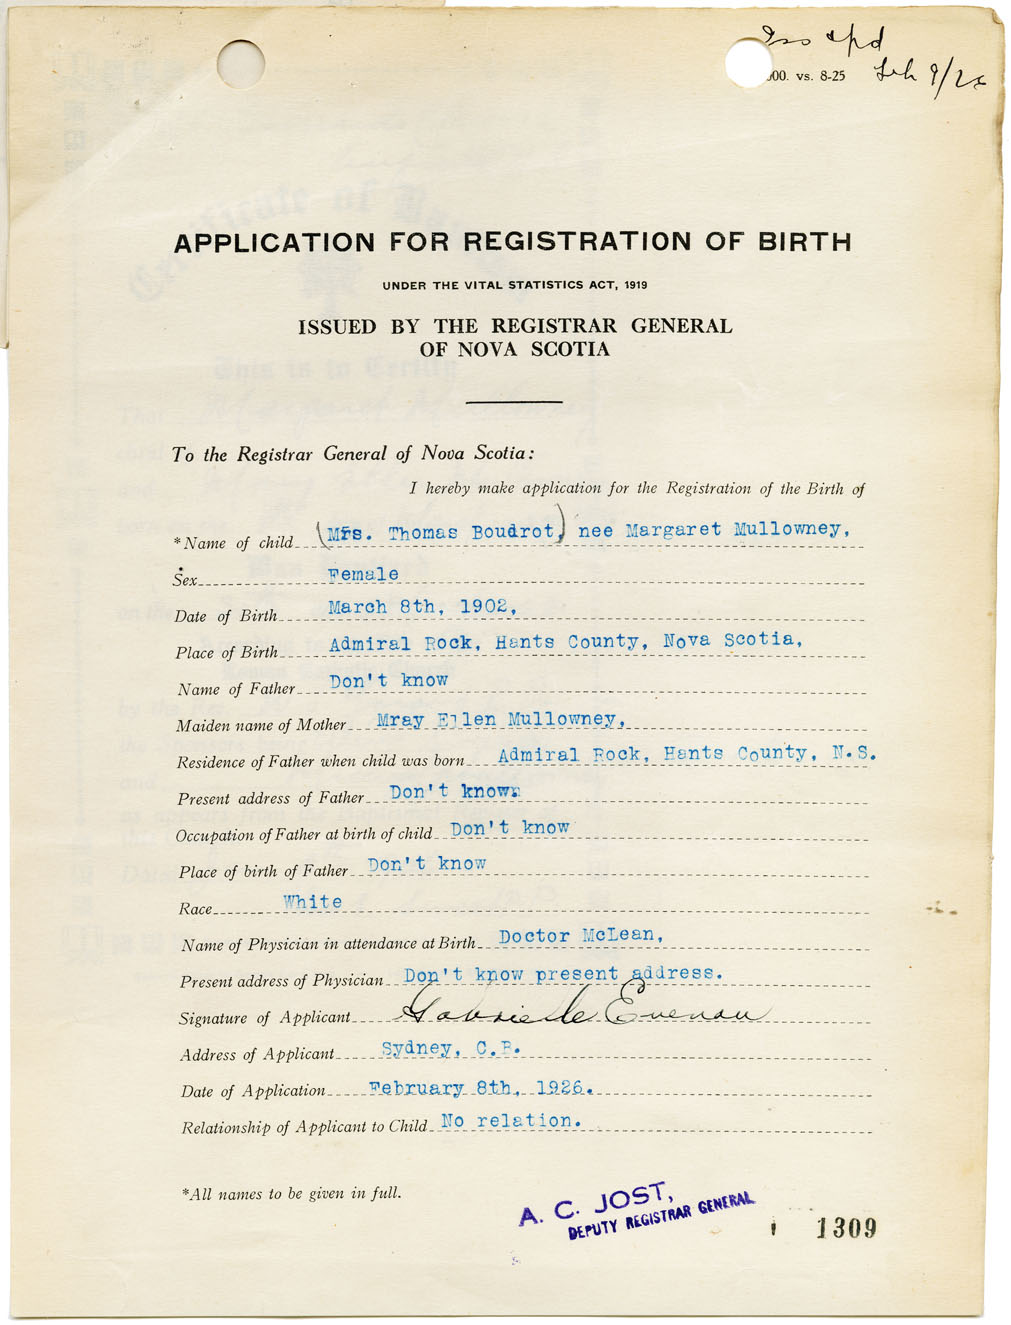 & pd
00. vs. 8-25 Feb 9/26
APPLICATION FOR REGISTRATION OF BIRTH
UNDER THE VITAL STATISTICS ACT, 1919
ISSUED BY THE REGISTRAR GENERAL
OF NOVA SCOTIA
To the Registrar General of Nova Scotia:
I hereby make application for the Registration of the Birth of
*Name of child (Mrs. Thomas Boudrot,) nee Margaret Mullowney,
Sex Female
Date of Birth March 8th, 1902,
Place of Birth Admiral Rock, Hants County, Nova Scotia,
Name of Father Don't know
Maiden name of Mother Mray Ellen Mullowney,
Residence of Father when child was born Admiral Rock, Hants County, N.S.
Present address of Father Don't know.
Occupation of Father at birth of child Don't know
Place of birth of Father Don't know
Race White
Name of Physician in attendance at Birth Doctor McLean,
Present address of Physician Don't know present address.
Signature of Applicant Gabrielle
Address of Applicant Sydney, C.B.
Date of Application February 8th, 1926.
Relationship of Applicant to Child No relation.
*All names to be given in full.
A. C. JOST,
DEPUTY REGISTRAR GENERAL
1309